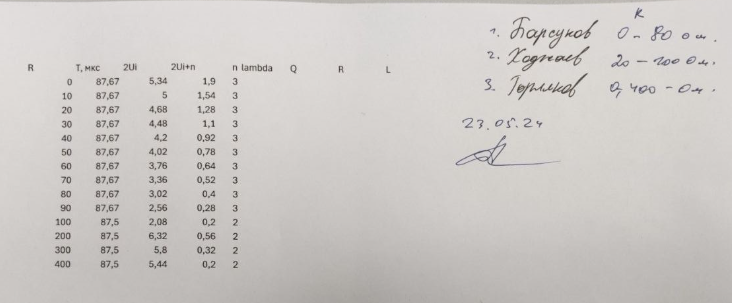 R T, мкс 2Ui 2Ui+n n lambda Q R L
0 87,67 5,34 1,9 3
10 87,67 5 1,54 3
20 87,67 4,68 1,28 3
30 87,67 4,48 1,1 3
40 87,67 4,2 0,92 3
50 87,67 4,02 0,78 3
60 87,67 3,76 0,64 3
70 87,67 3,36 0,52 3
80 87,67 3,02 0,4 3
90 87,67 2,56 0,28 3
100 87,5 2,08 0,2 2
200 87,5 6,32 0,56 2
300 87,5 5,8 0,32 2
400 87,5 5,44 0,2 2
R
1. Барсуков 0 - 80 ом.
2. Ходжаев 20 - 200 Ом.
3. 0,400 - Ом.
23.05.24